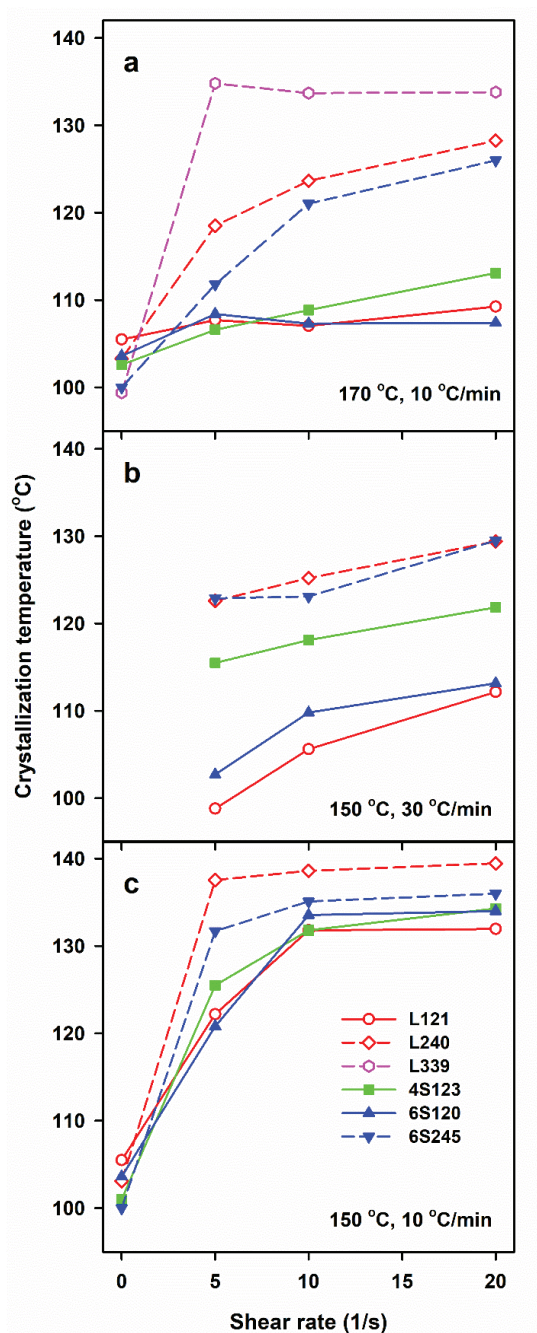 140
a
130
120
110
100
170 °C, 10 °C/min
Crystallization temperature (°C)
140
b
130
120
110
100
150 °C, 30 °C/min
140
c
130
120
110
100
L121
L240
L339
4S123
6S120
6S245
150 °C, 10 °C/min
0 5 10 15 20
Shear rate (1/s)